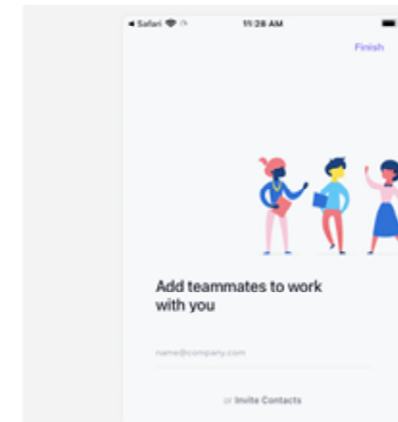 Safari
11:28 AM
Finish
Add teammates to work
with you
name@company.com
or Invite Contacts